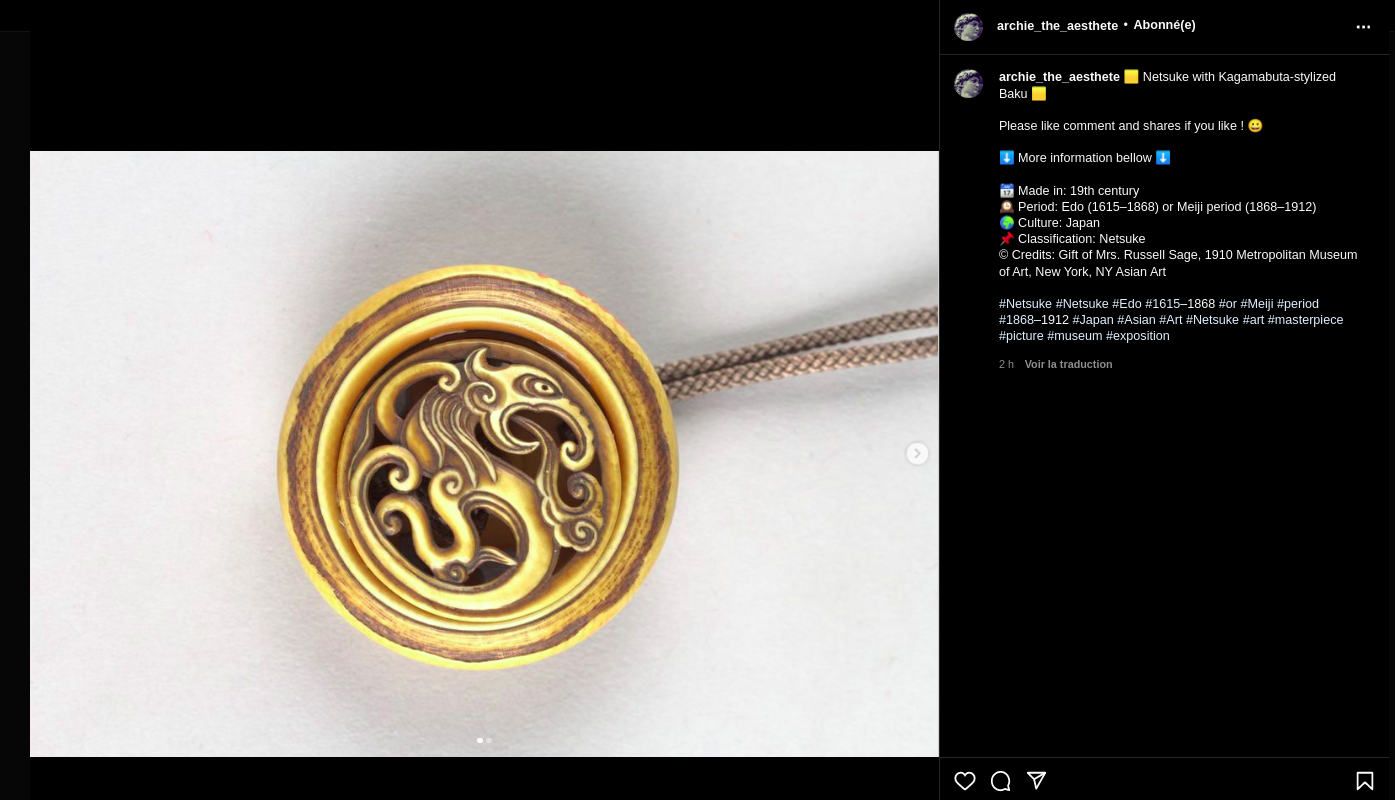 archie_the_aesthete • Abonné(e)
archie_the_aesthete 🟨 Netsuke with Kagamabuta-stylized
Baku 🟨
Please like comment and shares if you like ! 😀
⬇️ More information bellow ⬇️
📅 Made in: 19th century
🕰️ Period: Edo (1615–1868) or Meiji period (1868–1912)
🌍 Culture: Japan
📌 Classification: Netsuke
© Credits: Gift of Mrs. Russell Sage, 1910 Metropolitan Museum
of Art, New York, NY Asian Art
#Netsuke #Netsuke #Edo #1615–1868 #or #Meiji #period
#1868–1912 #Japan #Asian #Art #Netsuke #art #masterpiece
#picture #museum #exposition
2 h Voir la traduction